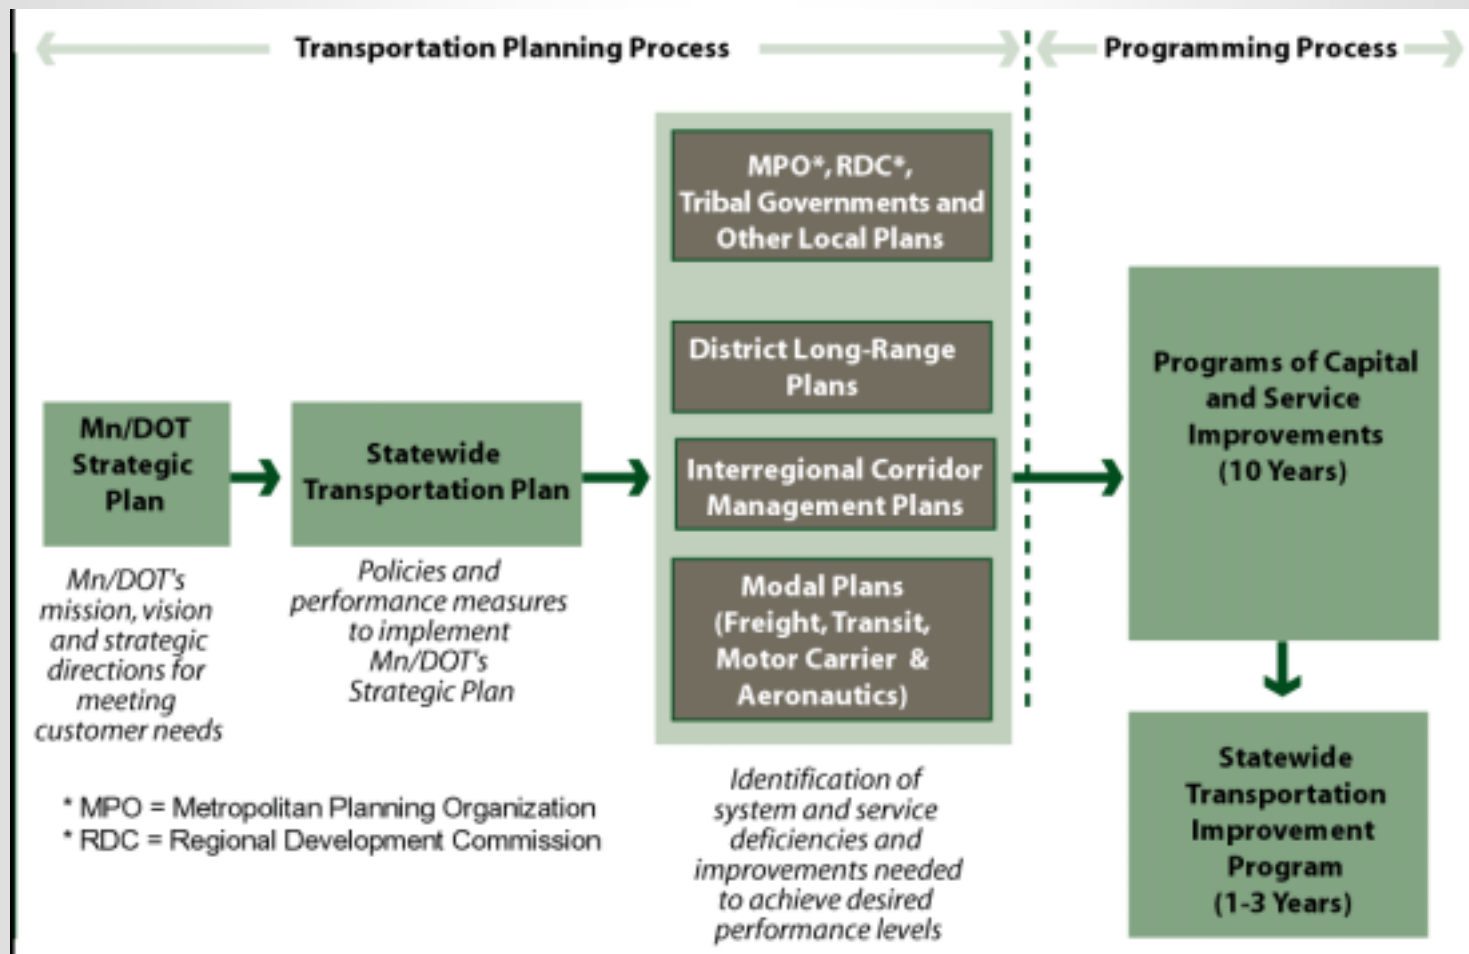 Transportation Planning Process
Programming Process
Mn/DOT
Strategic
Plan
Mn/DOT's
mission, vision
and strategic
directions for
meeting
customer needs
Statewide
Transportation Plan
Policies and
performance measures
to implement
Mn/DOT's
Strategic Plan
MPO*, RDC*,
Tribal Governments and
Other Local Plans
District Long-Range
Plans
Interregional Corridor
Management Plans
Modal Plans
(Freight, Transit,
Motor Carrier &
Aeronautics)
Identification of
system and service
deficiencies and
improvements needed
to achieve desired
performance levels
Programs of Capital
and Service
Improvements
(10 Years)
Statewide
Transportation
Improvement
Program
(1-3 Years)
* MPO = Metropolitan Planning Organization
* RDC = Regional Development Commission